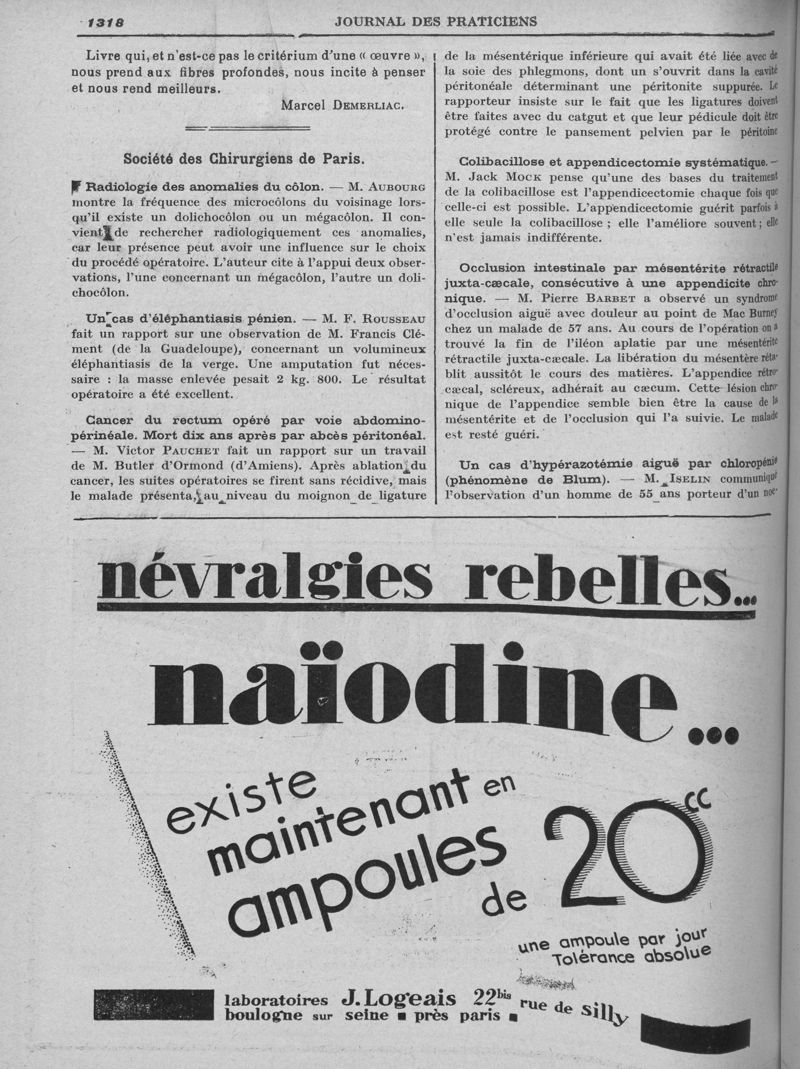 1318
JOURNAL DES PRATICIENS
Livre qui, et n'est-ce pas le critérium d'une « œuvre »,
nous prend aux fibres profondes, nous incite à penser
et nous rend meilleurs.
Marcel DEMERLIAC.
Société des Chirurgiens de Paris.
Radiologie des anomalies du côlon. — M. AUBOURG
montre la fréquence des microcôlons du voisinage lors-
qu'il existe un dolichocôlon ou un mégacôlon. Il con-
vient de rechercher radiologiquement ces anomalies,
car leur présence peut avoir une influence sur le choix
du procédé opératoire. L'auteur cite à l'appui deux obser-
vations, l'une concernant un mégacôlon, l'autre un doli-
chocôlon.
Un cas d'éléphantiasis pénien. — M. F. ROUSSEAU
fait un rapport sur une observation de M. Francis Clé-
ment (de la Guadeloupe), concernant un volumineux
éléphantiasis de la verge. Une amputation fut néces-
saire : la masse enlevée pesait 2 kg. 800. Le résultat
opératoire a été excellent.
Cancer du rectum opéré par voie abdomino-
périnéale. Mort dix ans après par abcès péritonéal.
— M. Victor PAUCHET fait un rapport sur un travail
de M. Butler d'Ormond (d'Amiens). Après ablation du
cancer, les suites opératoires se firent sans récidive, mais
le malade présenta, au niveau du moignon de ligature
de la mésentérique inférieure qui avait été liée avec de
la soie des phlegmons, dont un s'ouvrit dans la cavité
péritonéale déterminant une péritonite suppurée. Le
rapporteur insiste sur le fait que les ligatures doivent
être faites avec du catgut et que leur pédicule doit être
protégé contre le pansement pelvien par le péritoine
Colibacillose et appendicectomie systématique. —
M. Jack MOCK pense qu'une des bases du traitement
de la colibacillose est l'appendicectomie chaque fois que
celle-ci est possible. L'appendicectomie guérit parfois à
elle seule la colibacillose ; elle l'améliore souvent ; elle
n'est jamais indifférente.
Occlusion intestinale par mésentérite rétractile
juxta-cæcale, consécutive à une appendicite chro-
nique. — M. Pierre BARBET a observé un syndrome
d'occlusion aiguë avec douleur au point de Mac Burney
chez un malade de 57 ans. Au cours de l'opération on a
trouvé la fin de l'iléon aplatie par une mésentérite
rétractile juxta-cæcale. La libération du mésentère réta-
blit aussitôt le cours des matières. L'appendice rétro-
cæcal, scléreux, adhérait au cæcum. Cette lésion chro-
nique de l'appendice semble bien être la cause de la
mésentérite et de l'occlusion qui l'a suivie. Le malade
est resté guéri.
Un cas d'hypérazotémie aiguë par chloropénie
(phénomène de Blum). — M. ISELIN communique
l'observation d'un homme de 55 ans porteur d'un
névralgies rebelles...
naïodine...
existe
maintenant en
ampoules
de 20 cc
une ampoule par jour
Tolérance absolue
laboratoires J. Logeais 22bis rue de Silly
boulogne sur seine ■ près paris ■